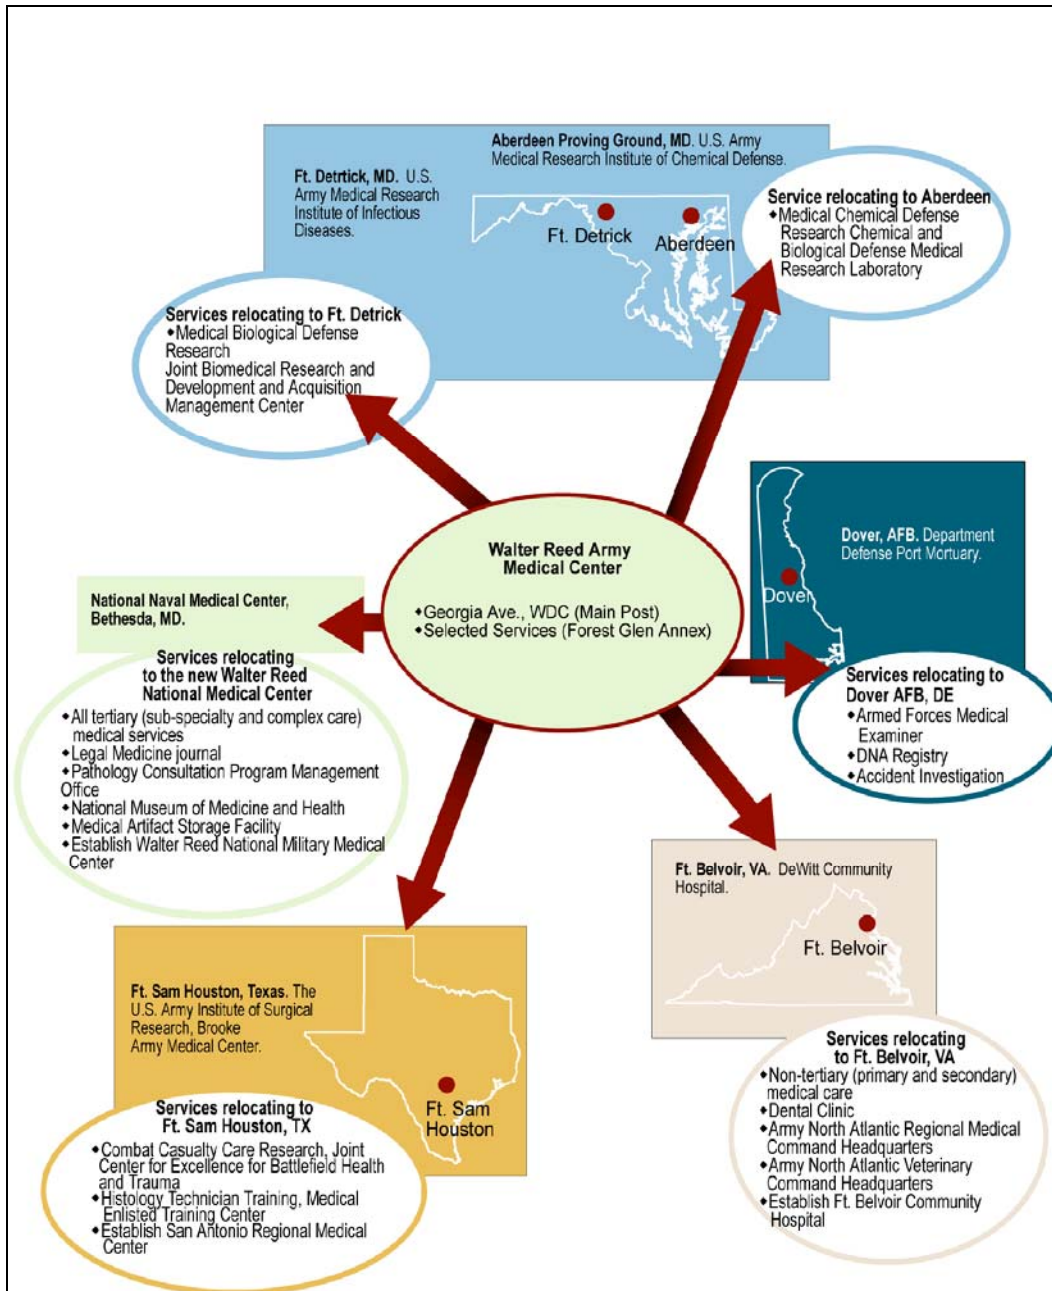 Aberdeen Proving Ground, MD. U.S. Army
Medical Research Institute of Chemical Defense.
Ft. Detrtick, MD. U.S.
Army Medical Research
Institute of Infectious
Diseases.
Ft. Detrick
Aberdeen
Service relocating to Aberdeen
◆Medical Chemical Defense
Research Chemical and
Biological Defense Medical
Research Laboratory
Services relocating to Ft. Detrick
◆Medical Biological Defense
Research
Joint Biomedical Research and
Development and Acquisition
Management Center
Walter Reed Army
Medical Center
◆Georgia Ave., WDC (Main Post)
◆Selected Services (Forest Glen Annex)
Dover, AFB. Department
Defense Port Mortuary.
Dover
Services relocating to
Dover AFB, DE
◆Armed Forces Medical
Examiner
◆DNA Registry
◆Accident Investigation
National Naval Medical Center,
Bethesda, MD.
Services relocating
to the new Walter Reed
National Medical Center
◆All tertiary (sub-specialty and complex care)
medical services
◆Legal Medicine journal
◆Pathology Consultation Program Management
Office
◆National Museum of Medicine and Health
◆Medical Artifact Storage Facility
◆Establish Walter Reed National Military Medical
Center
Ft. Belvoir, VA. DeWitt Community
Hospital.
Ft. Belvoir
Services relocating
to Ft. Belvoir, VA
◆Non-tertiary (primary and secondary)
medical care
◆Dental Clinic
◆Army North Atlantic Regional Medical
Command Headquarters
◆Army North Atlantic Veterinary
Command Headquarters
◆Establish Ft. Belvoir Community
Hospital
Ft. Sam Houston, Texas. The
U.S. Army Institute of Surgical
Research, Brooke
Army Medical Center.
Ft. Sam
Houston
Services relocating to
Ft. Sam Houston, TX
◆Combat Casualty Care Research, Joint
Center for Excellence for Battlefield Health
and Trauma
◆Histology Technician Training, Medical
Enlisted Training Center
◆Establish San Antonio Regional Medical
Center